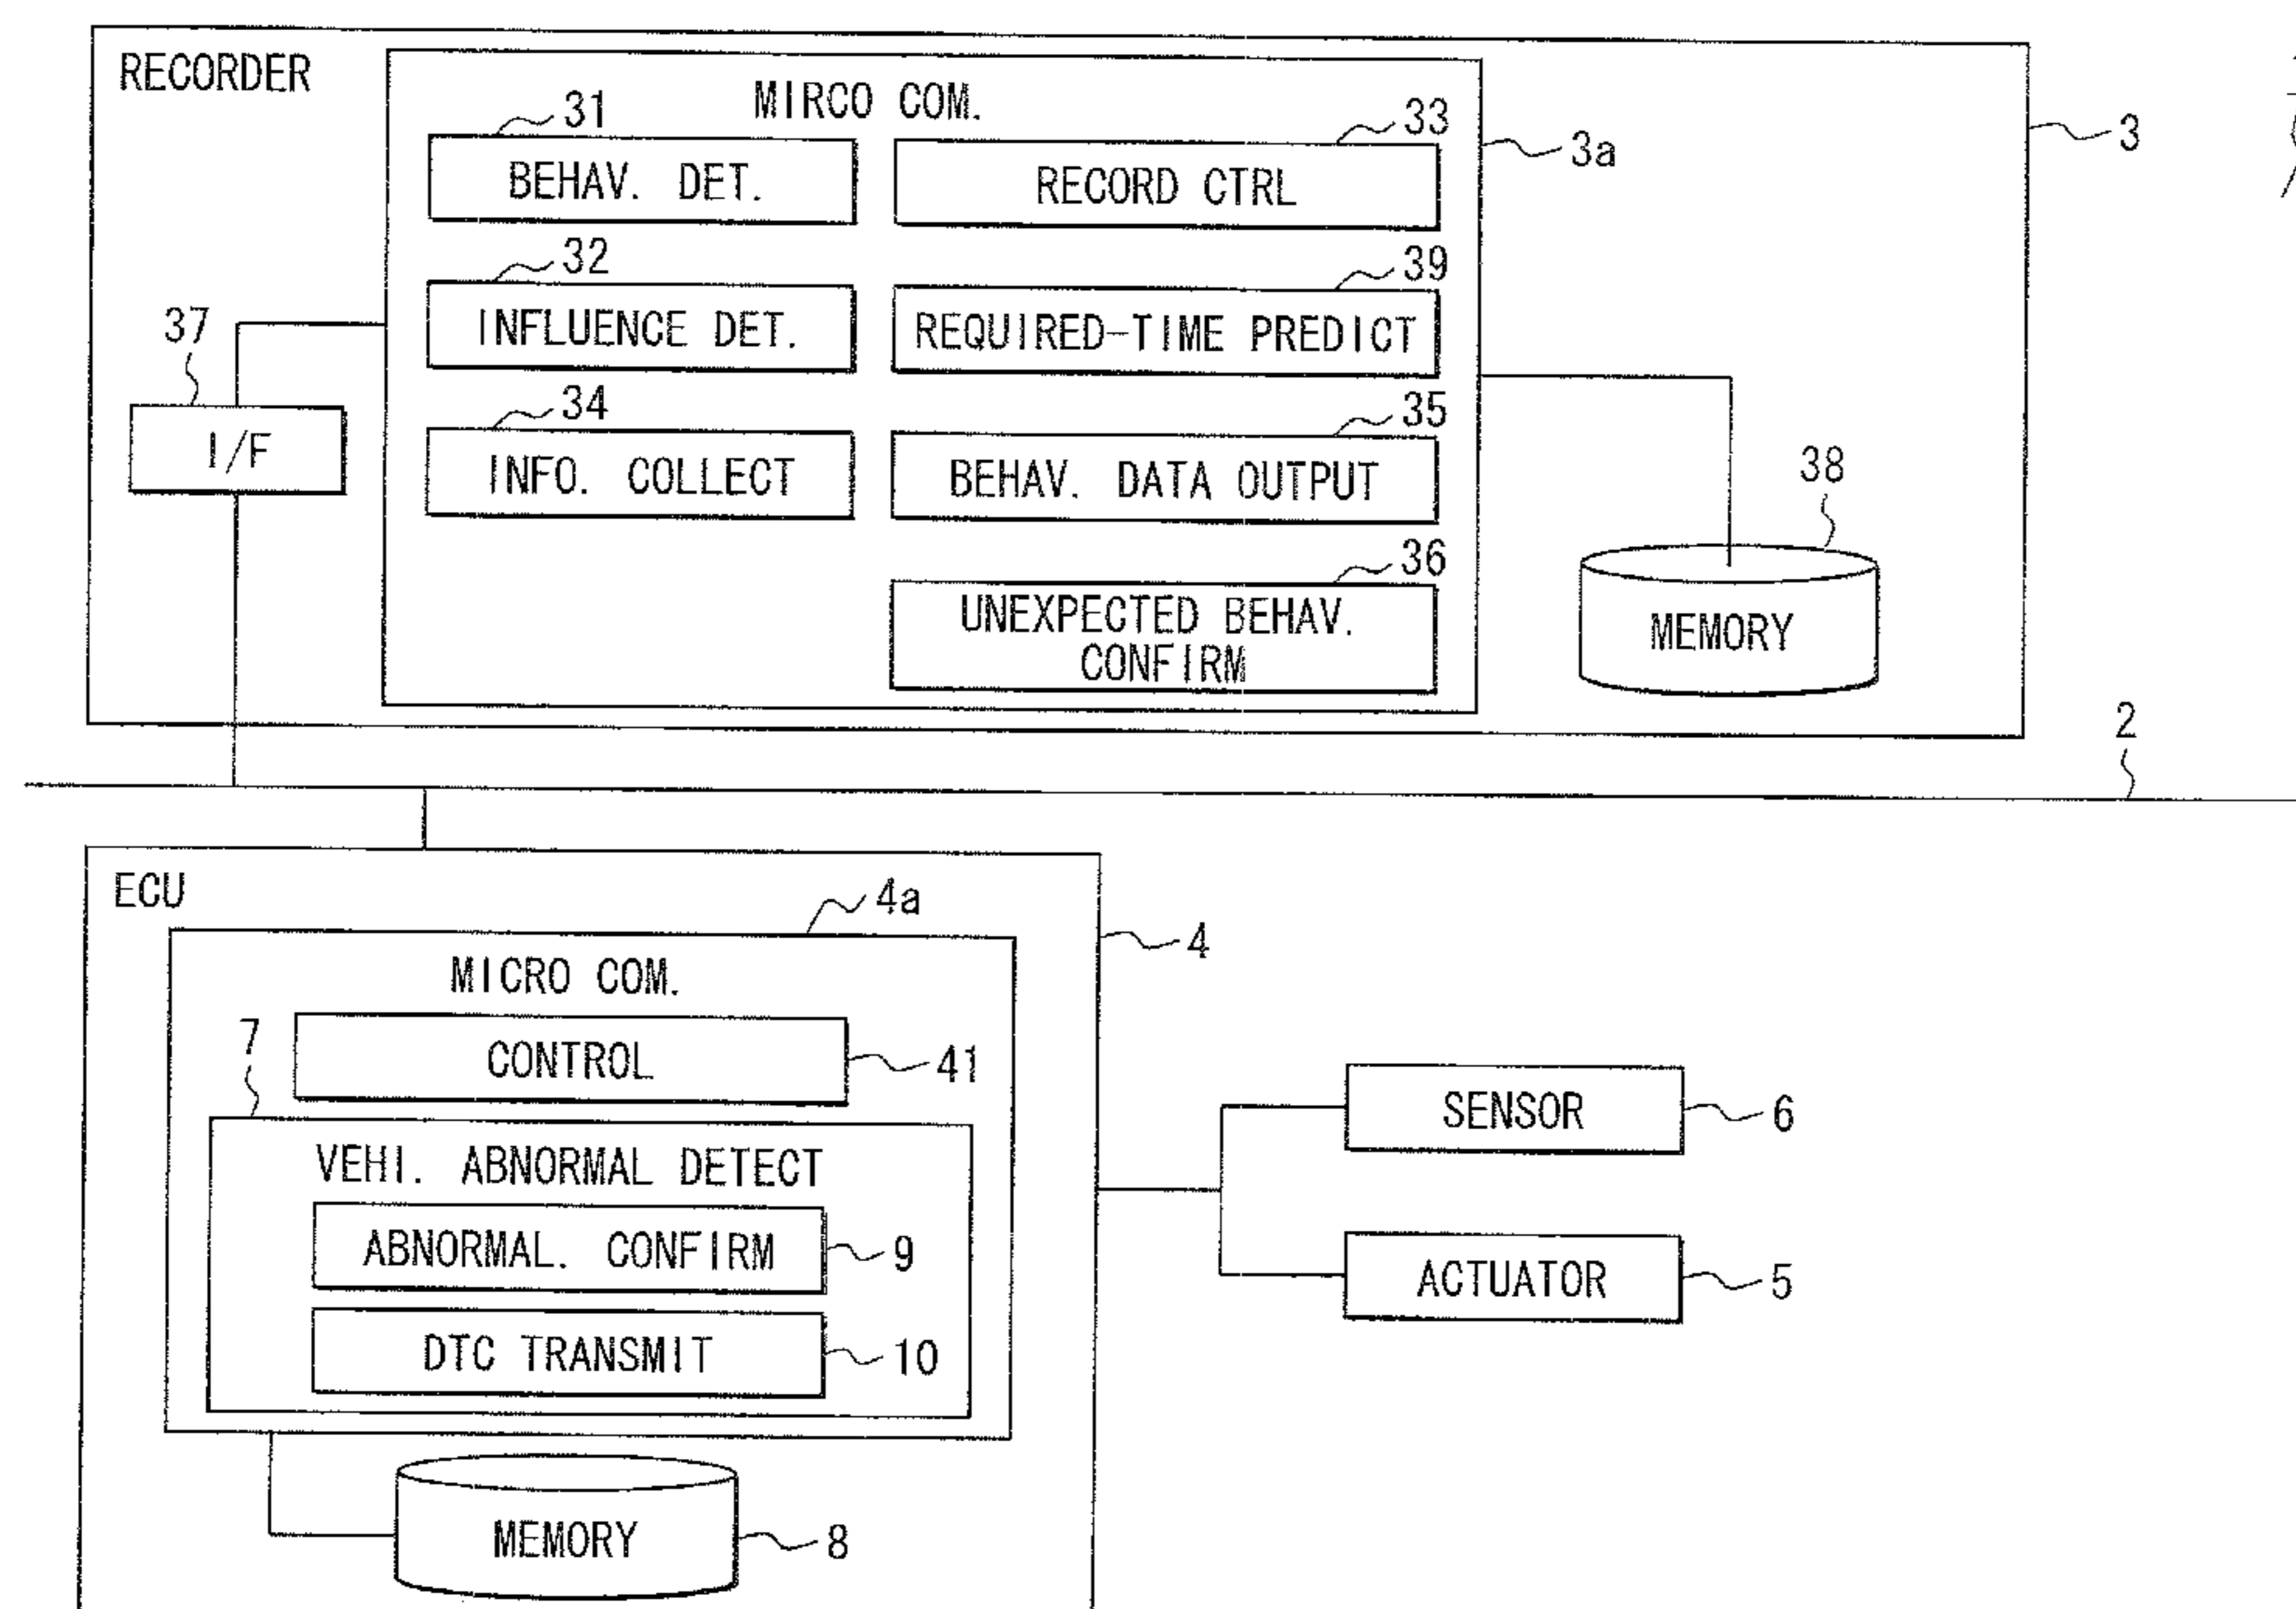 RECORDER
MIRCO COM.
31
33
3
3a
BEHAV. DET.
RECORD CTRL
32
39
37
INFLUENCE DET.
REQUIRED-TIME PREDICT
34
35
I/F
INFO. COLLECT
BEHAV. DATA OUTPUT
38
36
UNEXPECTED BEHAV.
CONFIRM
MEMORY
2
ECU
4a
4
MICRO COM.
7
CONTROL
41
SENSOR
6
VEHI. ABNORMAL DETECT
ABNORMAL. CONFIRM
9
ACTUATOR
5
DTC TRANSMIT
10
MEMORY
8